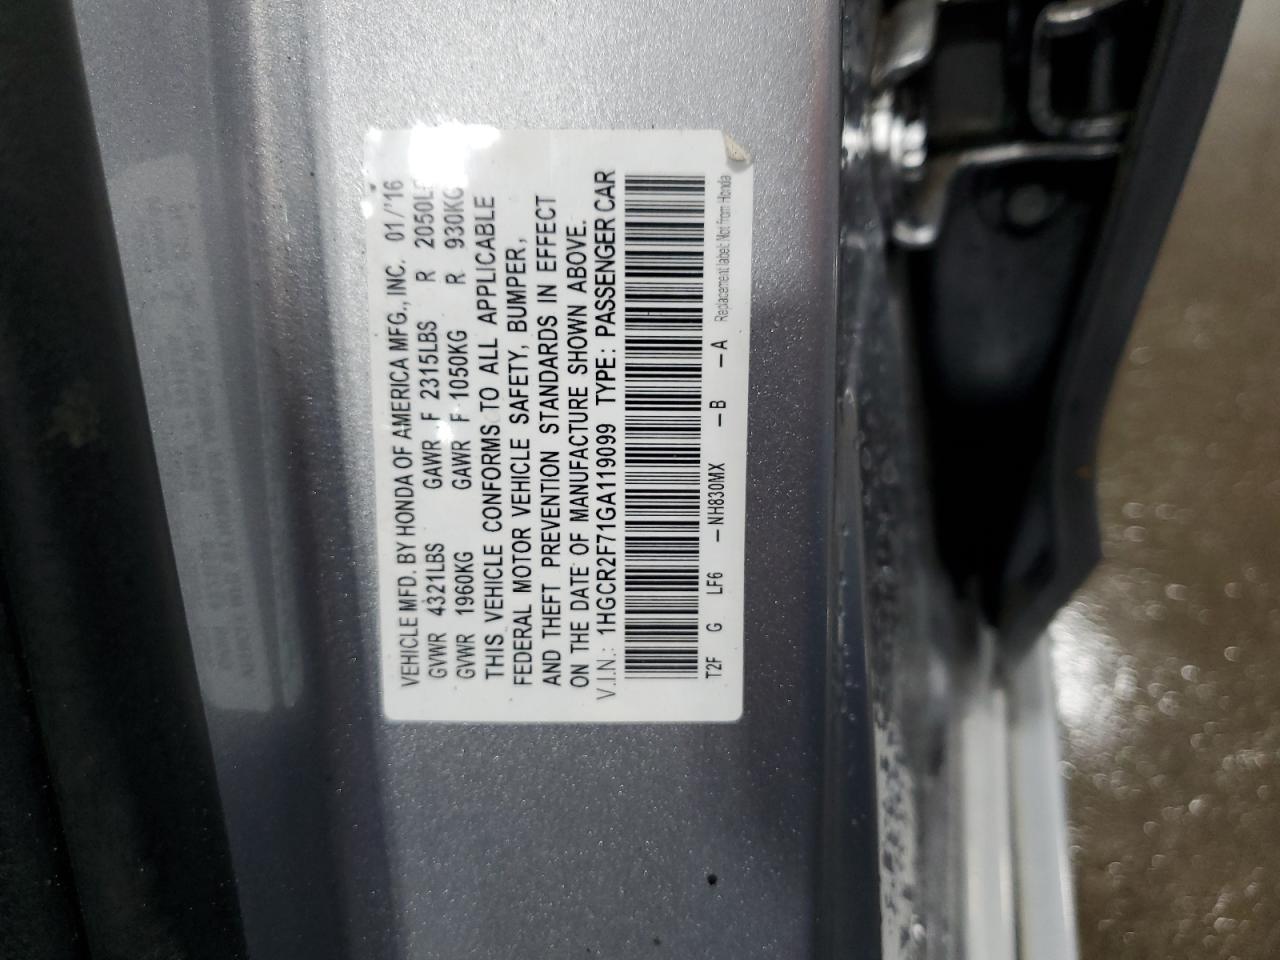 VEHICLE MFD. BY HONDA OF AMERICA MFG., INC. 01/'16
GVWR 4321LBS GAWR F 2315LBS R 2050LB
GVWR 1960KG GAWR F 1050KG R 930KG
THIS VEHICLE CONFORMS TO ALL APPLICABLE
FEDERAL MOTOR VEHICLE SAFETY, BUMPER,
AND THEFT PREVENTION STANDARDS IN EFFECT
ON THE DATE OF MANUFACTURE SHOWN ABOVE.
V.I.N.: 1HGCR2F71GA119099 TYPE: PASSENGER CAR
T2F G LF6 - NH830MX - B - A Replacement label: Not from Honda